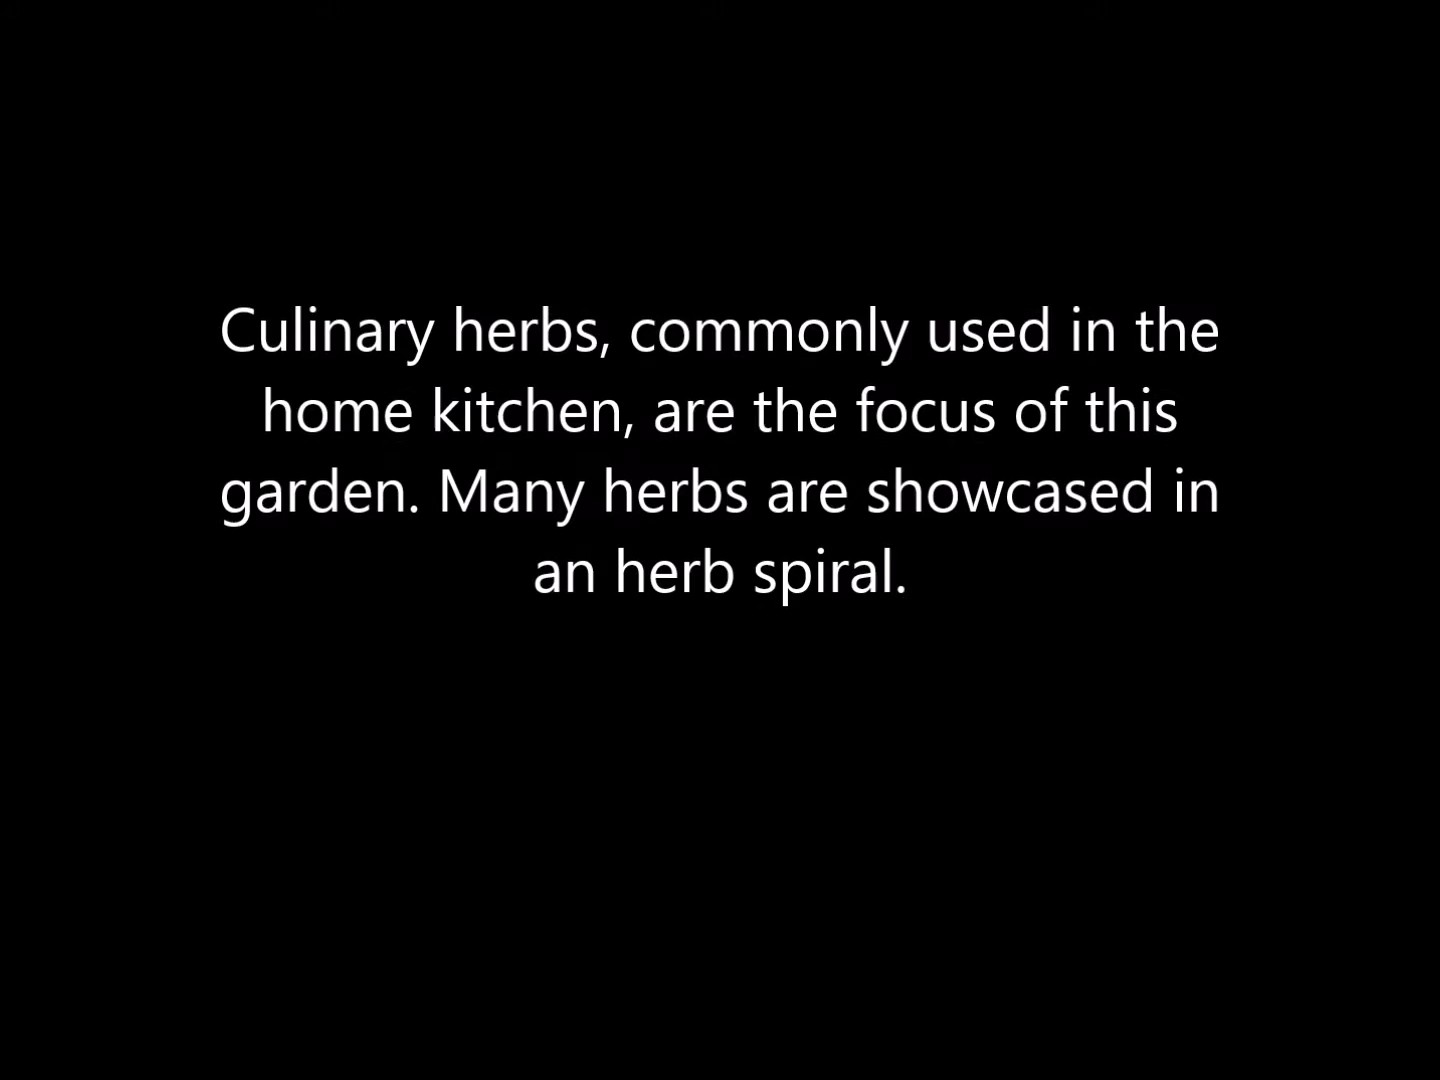 Culinary herbs, commonly used in the
home kitchen, are the focus of this
garden. Many herbs are showcased in
an herb spiral.